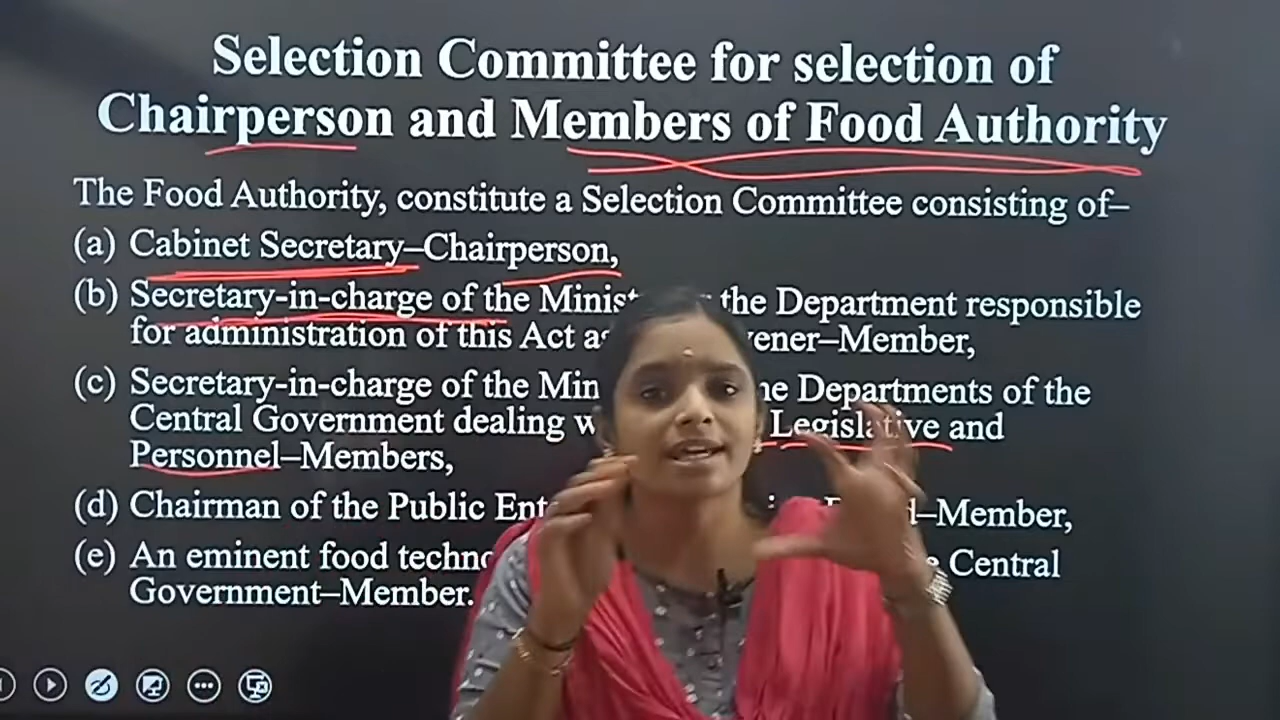 Selection Committee for selection of
Chairperson and Members of Food Authority
The Food Authority, constitute a Selection Committee consisting of–
(a) Cabinet Secretary–Chairperson,
(b) Secretary-in-charge of the the Department responsible
for administration of this Act –Member,
(c) Secretary-in-charge of the Departments of the
Central Government dealing Legislative and
Personnel–Members,
(d) Chairman of the Public –Member,
(e) An eminent food Central
Government–Member.